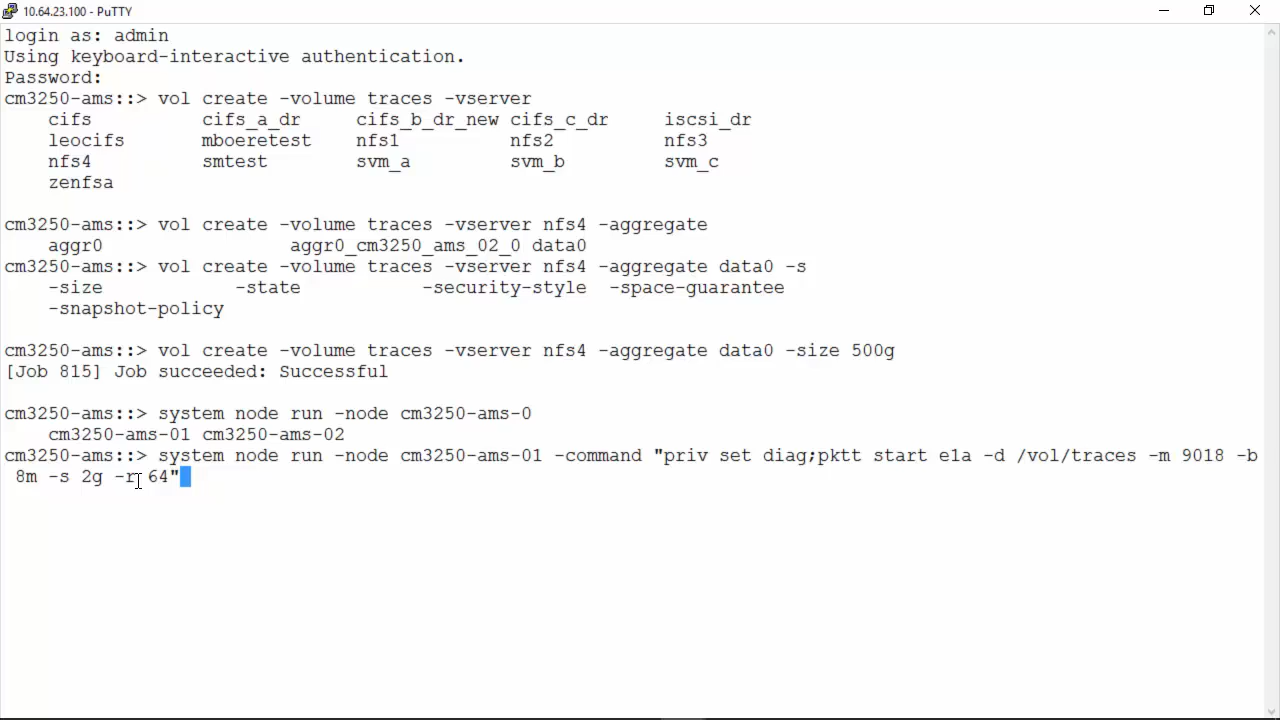 10.64.23.100 - PuTTY
login as: admin
Using keyboard-interactive authentication.
Password:
cm3250-ams::> vol create -volume traces -vserver
    cifs          cifs_a_dr     cifs_b_dr_new cifs_c_dr     iscsi_dr
    leocifs       mboeretest    nfs1          nfs2          nfs3
    nfs4          smtest        svm_a         svm_b         svm_c
    zenfsa
cm3250-ams::> vol create -volume traces -vserver nfs4 -aggregate
    aggr0                 aggr0_cm3250_ams_02_0 data0
cm3250-ams::> vol create -volume traces -vserver nfs4 -aggregate data0 -s
    -size            -state           -security-style  -space-guarantee
    -snapshot-policy
cm3250-ams::> vol create -volume traces -vserver nfs4 -aggregate data0 -size 500g
[Job 815] Job succeeded: Successful
cm3250-ams::> system node run -node cm3250-ams-0
    cm3250-ams-01 cm3250-ams-02
cm3250-ams::> system node run -node cm3250-ams-01 -command "priv set diag;pktt start e1a -d /vol/traces -m 9018 -b
 8m -s 2g -r 64"